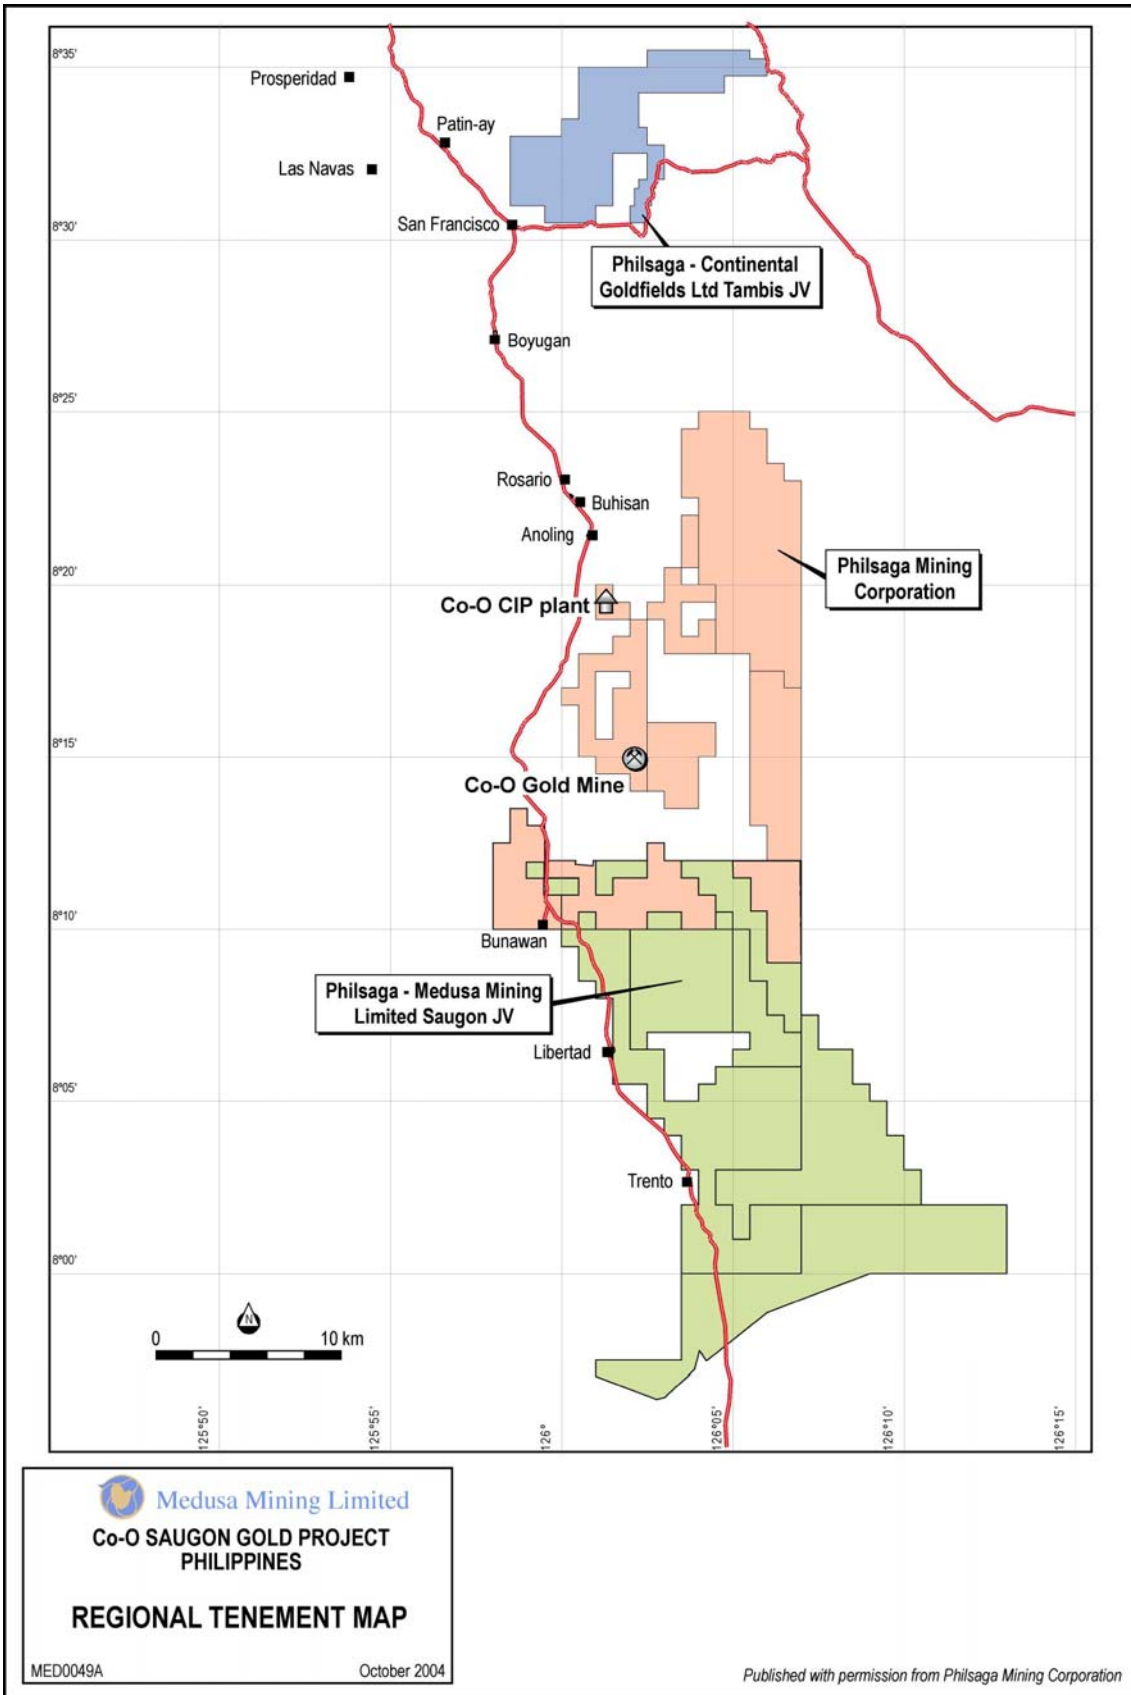 8°35'
Prosperidad
Patin-ay
Las Navas
San Francisco
8°30'
Philsaga - Continental
Goldfields Ltd Tambis JV
Boyugan
8°25'
Rosario
Buhisan
Anoling
Philsaga Mining
Corporation
8°20'
Co-O CIP plant
8°15'
Co-O Gold Mine
8°10'
Bunawan
Philsaga - Medusa Mining
Limited Saugon JV
Libertad
8°05'
Trento
8°00'
N
0 10 km
125°50'
125°55'
126°
126°05'
126°10'
126°15'
Medusa Mining Limited
Co-O SAUGON GOLD PROJECT
PHILIPPINES
REGIONAL TENEMENT MAP
MED0049A October 2004
Published with permission from Philsaga Mining Corporation